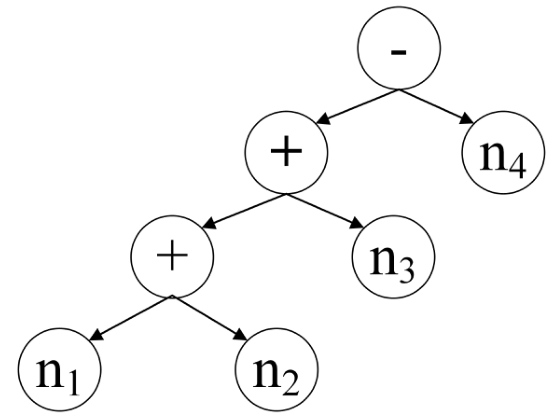 -
+ n₄
+ n₃
n₁ n₂